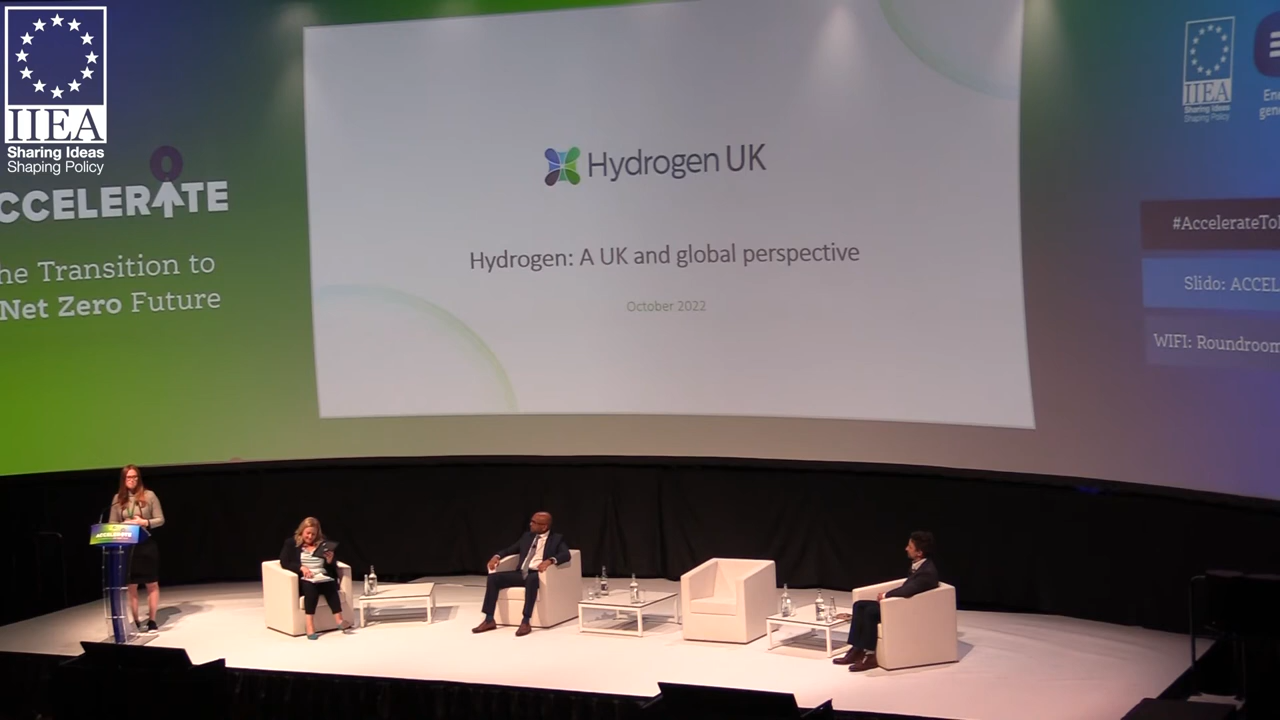 IIEA
Sharing Ideas
Shaping Policy
CCELERATE
he Transition to
Net Zero Future
Hydrogen UK
Hydrogen: A UK and global perspective
October 2022
IIEA
Sharing Ideas
Shaping Policy
#AccelerateTo
Slido: ACCEL
WIFI: Roundroom
ACCELERATE